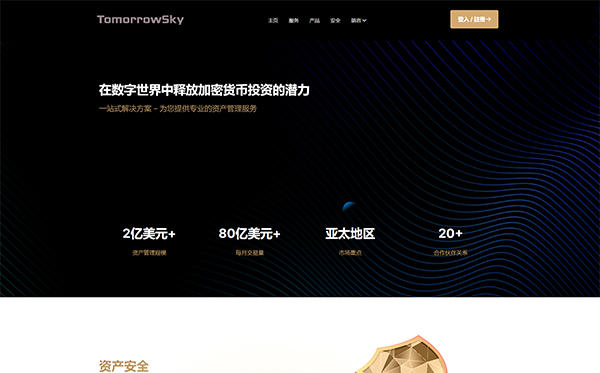 TomorrowSky
主页 服务 产品 安全 語言
登入 / 註冊
在数字世界中释放加密货币投资的潜力
一站式解决方案 – 为您提供专业的资产管理服务
2亿美元+ 80亿美元+ 亚太地区 20+
资产管理规模 每月交易量 市场重点 合作伙伴关系
资产安全